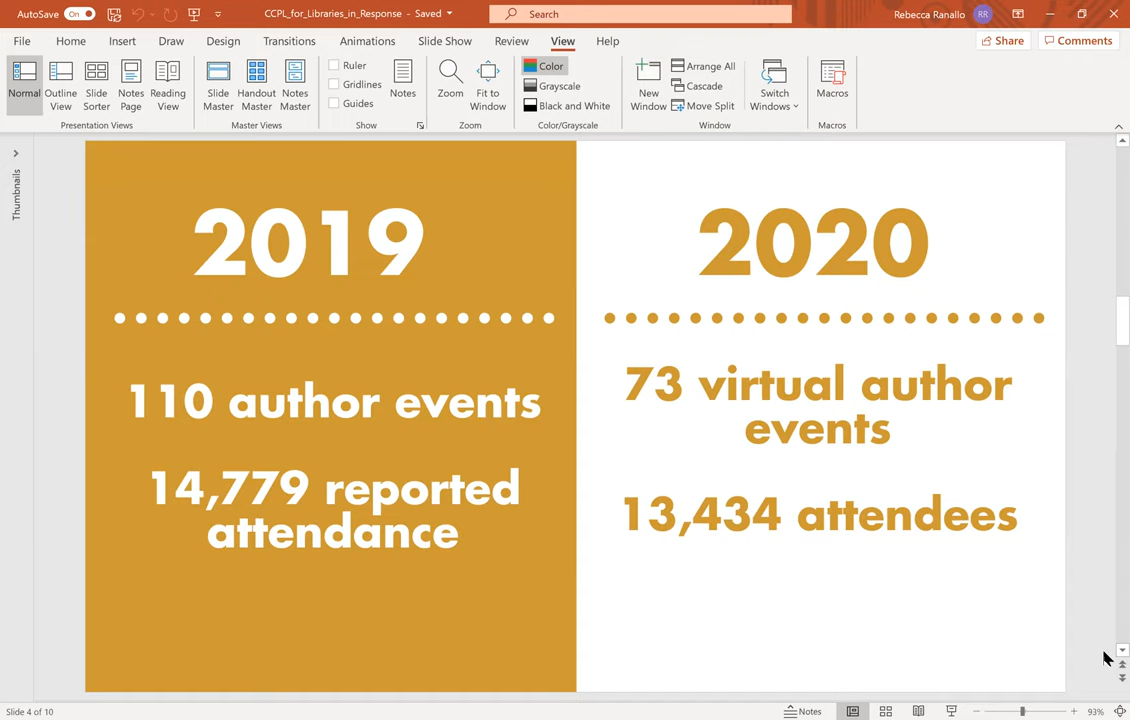 AutoSave On CCPL_for_Libraries_in_Response - Saved Search Rebecca Ranallo RR
File Home Insert Draw Design Transitions Animations Slide Show Review View Help Share Comments
Normal
Outline View
Slide Sorter
Notes Page
Reading View
Presentation Views
Slide Master
Handout Master
Notes Master
Master Views
Ruler
Gridlines
Guides
Notes
Show
Zoom
Fit to Window
Zoom
Color
Grayscale
Black and White
Color/Grayscale
New Window
Arrange All
Cascade
Move Split
Switch Windows
Window
Macros
Macros
Thumbnails
2019
110 author events
14,779 reported
attendance
2020
73 virtual author
events
13,434 attendees
Slide 4 of 10 Notes 93%